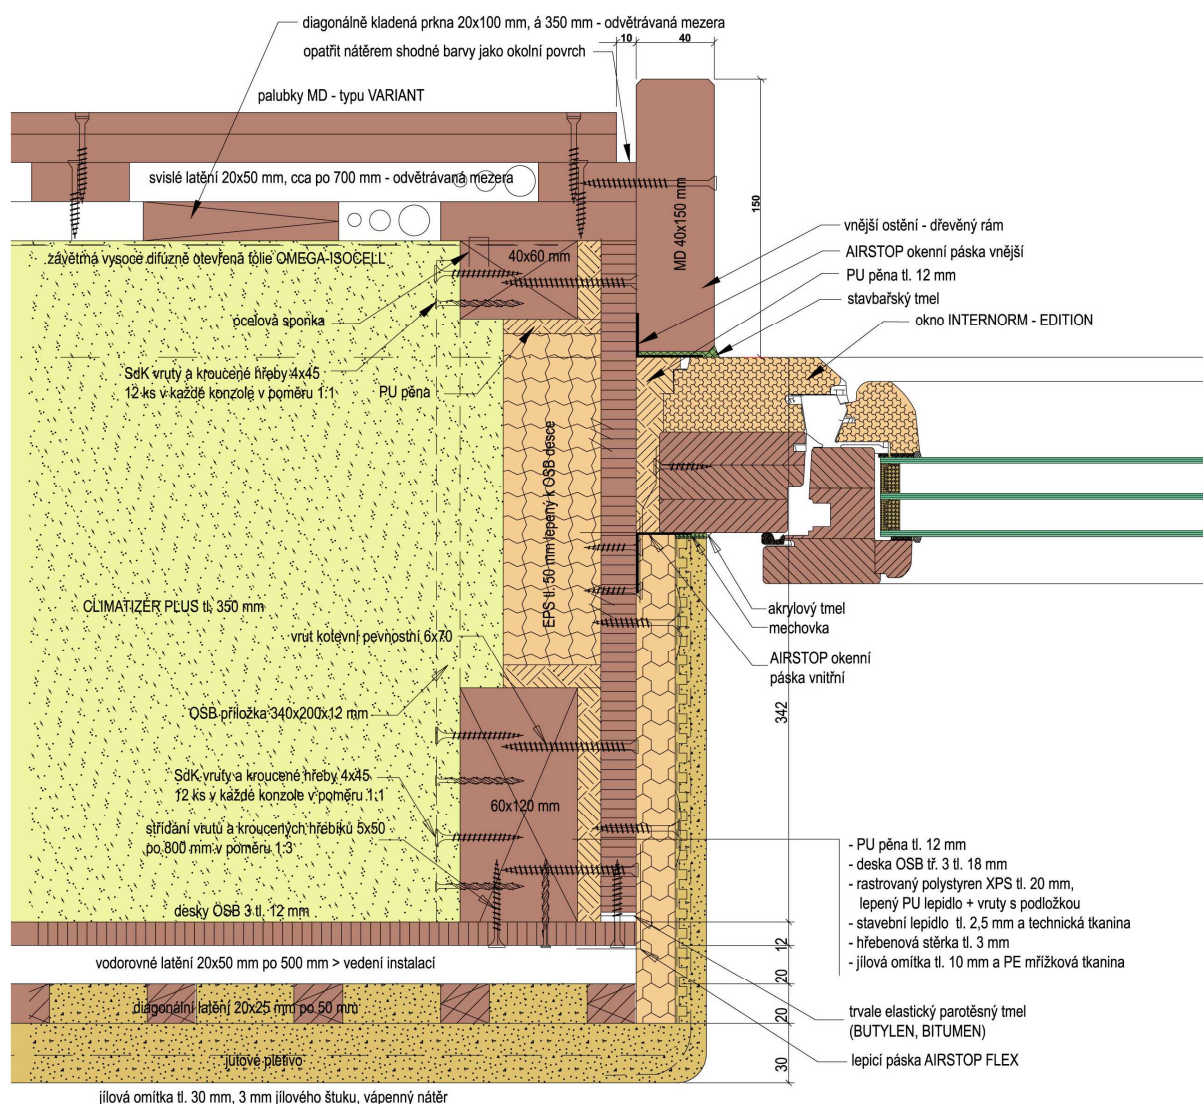 diagonálně kladená prkna 20x100 mm, á 350 mm - odvětrávaná mezera
10
40
opatřit nátěrem shodné barvy jako okolní povrch
palubky MD - typu VARIANT
svislé latění 20x50 mm, cca po 700 mm - odvětrávaná mezera
MD 40x150 mm
150
vnější ostění - dřevěný rám
AIRSTOP okenní páska vnější
PU pěna tl. 12 mm
stavbařský tmel
okno INTERNORM - EDITION
závětrná vysoce difúzně otevřená fólie OMEGA-ISOCELL
40x60 mm
ocelová sponka
SdK vruty a kroucené hřeby 4x45
12 ks v každé konzole v poměru 1:1
PU pěna
EPS tl. 50 mm lepený k OSB desce
CLIMATIZÉR PLUS tl. 350 mm
vrut kotevní pevnostní 6x70
akrylový tmel
mechovka
AIRSTOP okenní
páska vnitřní
342
OSB příložka 340x200x12 mm
SdK vruty a kroucené hřeby 4x45
12 ks v každé konzole v poměru 1:1
60x120 mm
střídání vrutů a kroucených hřebíků 5x50
po 800 mm v poměru 1:3
- PU pěna tl. 12 mm
- deska OSB tř. 3 tl. 18 mm
- rastrovaný polystyren XPS tl. 20 mm,
lepený PU lepidlo + vruty s podložkou
- stavební lepidlo tl. 2,5 mm a technická tkanina
- hřebenová stěrka tl. 3 mm
- jílová omítka tl. 10 mm a PE mřížková tkanina
desky OSB 3 tl. 12 mm
12
vodorovné latění 20x50 mm po 500 mm > vedení instalací
20
diagonální latění 20x25 mm po 50 mm
20
trvale elastický parotěsný tmel
(BUTYLEN, BITUMEN)
lepicí páska AIRSTOP FLEX
jutové pletivo
30
jílová omítka tl. 30 mm, 3 mm jílového štuku, vápenný nátěr